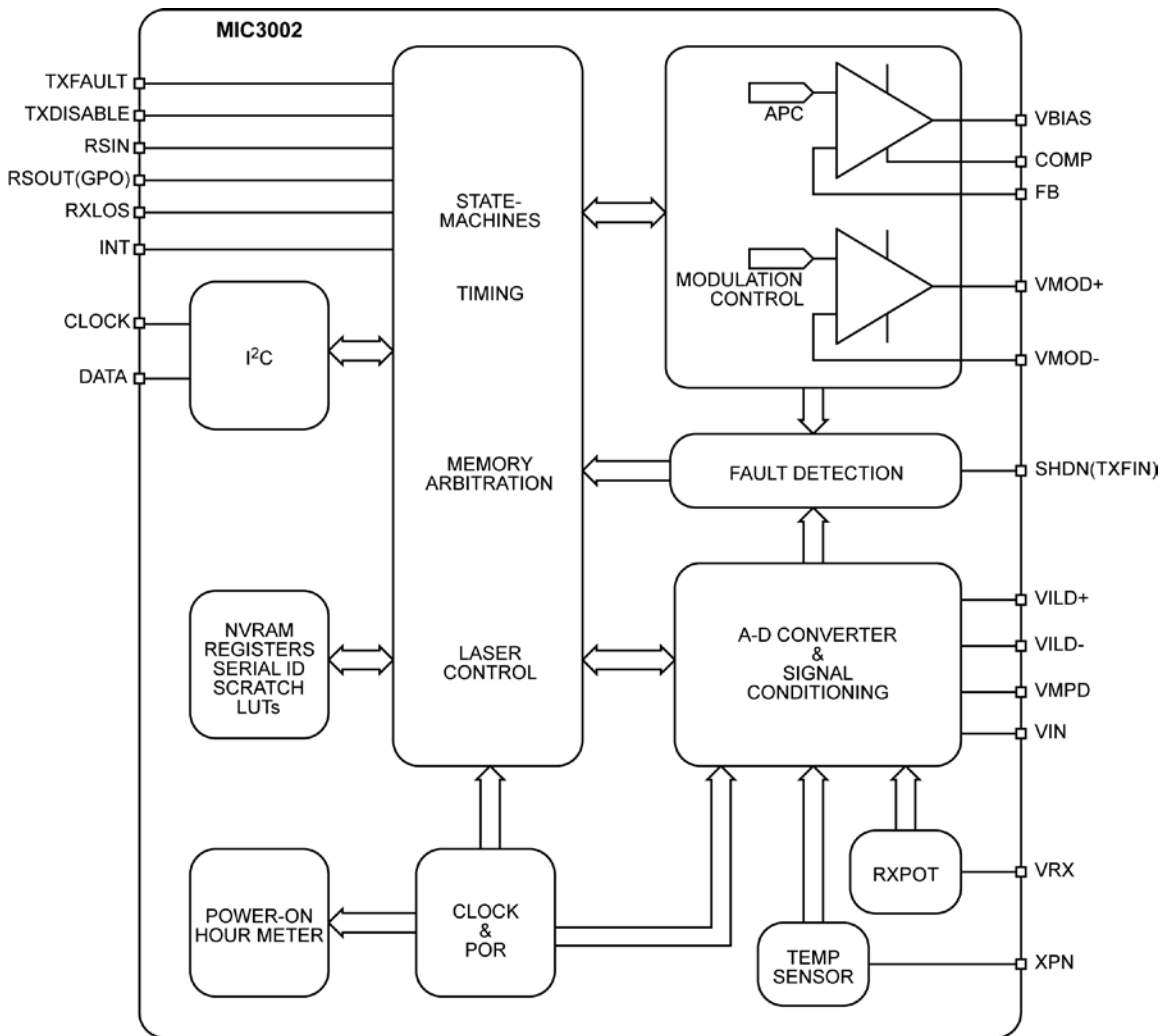 MIC3002
TXFAULT
TXDISABLE
RSIN
RSOUT(GPO)
RXLOS
INT
CLOCK
DATA
I²C
STATE-
MACHINES
TIMING
MEMORY
ARBITRATION
LASER
CONTROL
NVRAM
REGISTERS
SERIAL ID
SCRATCH
LUTs
POWER-ON
HOUR METER
CLOCK
&
POR
APC
MODULATION
CONTROL
FAULT DETECTION
A-D CONVERTER
&
SIGNAL
CONDITIONING
RXPOT
TEMP
SENSOR
VBIAS
COMP
FB
VMOD+
VMOD-
SHDN(TXFIN)
VILD+
VILD-
VMPD
VIN
VRX
XPN